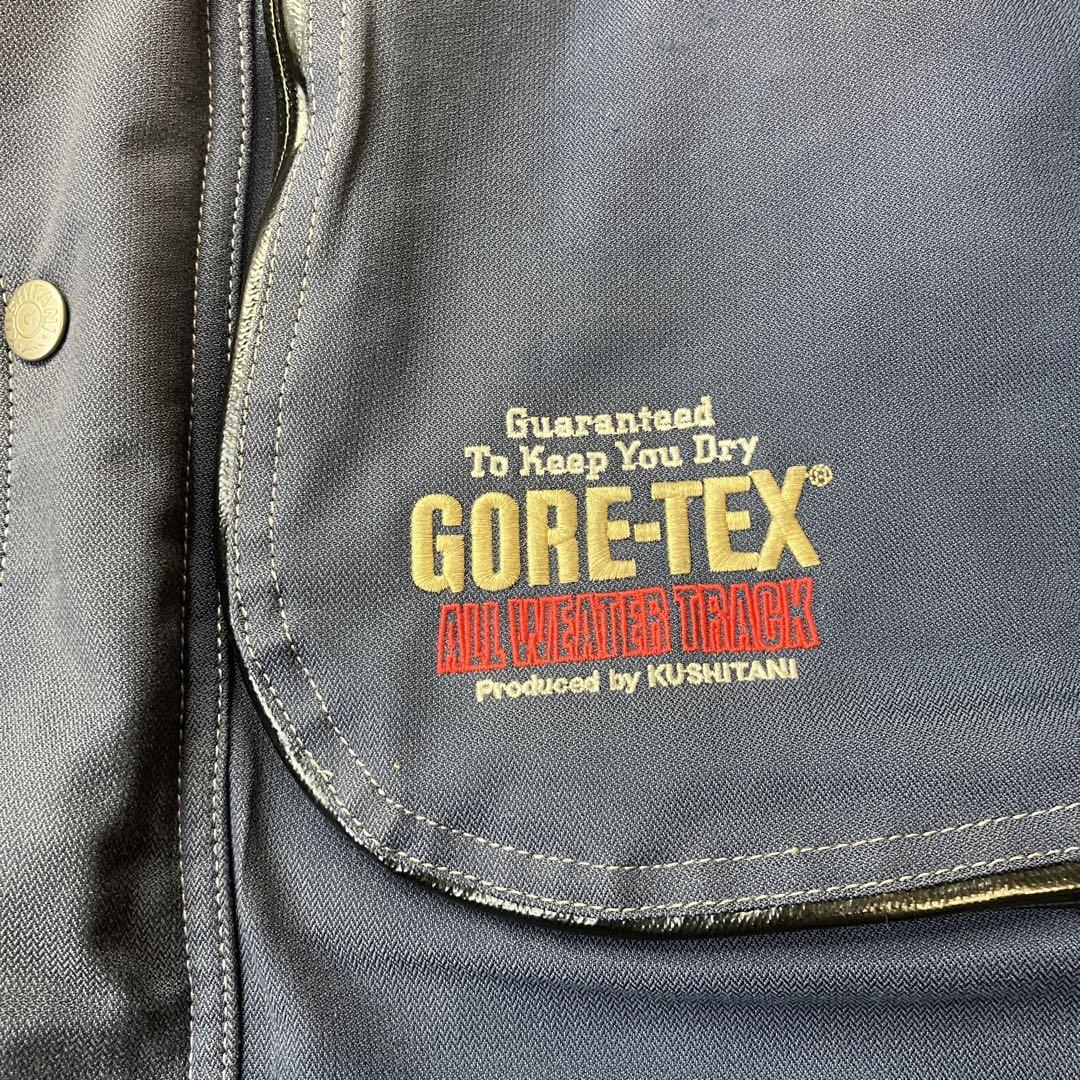 Guaranteed
To Keep You Dry
GORE-TEX®
ALL WEATER TRACK
Produced by KUSHITANI